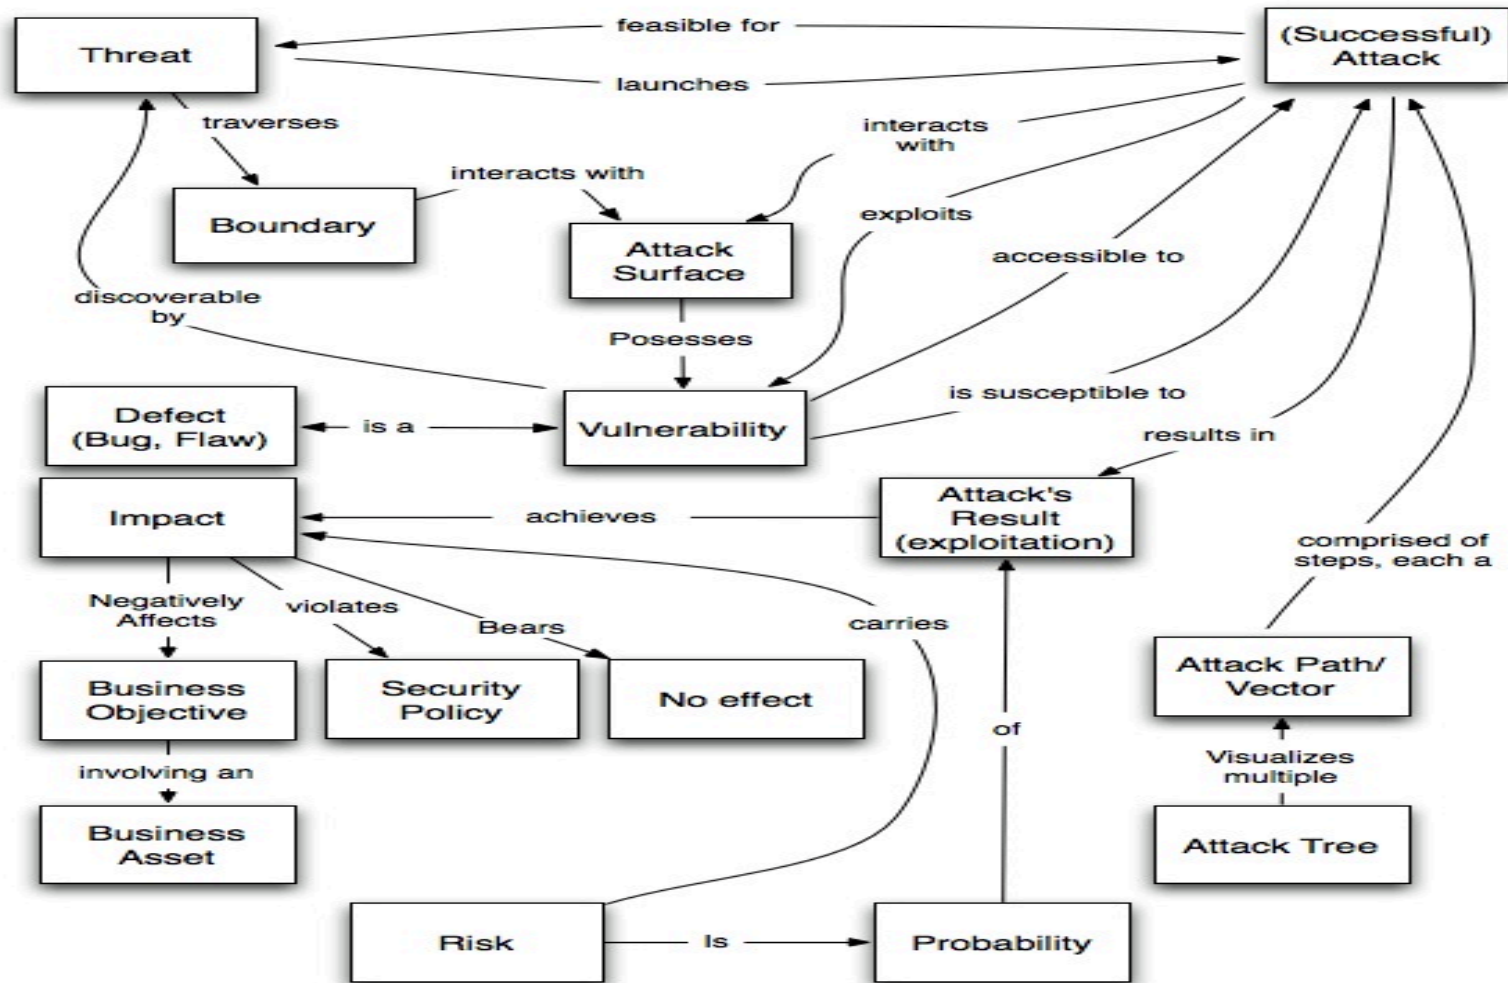 feasible for
(Successful)
Attack
Threat
launches
traverses
interacts
with
interacts with
Boundary
exploits
Attack
Surface
accessible to
discoverable
by
Posesses
is susceptible to
Defect
(Bug, Flaw)
is a
Vulnerability
results in
Impact
achieves
Attack's
Result
(exploitation)
comprised of
steps, each a
Negatively
Affects
violates
Bears
carries
Business
Objective
Security
Policy
No effect
Attack Path/
Vector
of
involving an
Visualizes
multiple
Business
Asset
Attack Tree
Risk
Is
Probability